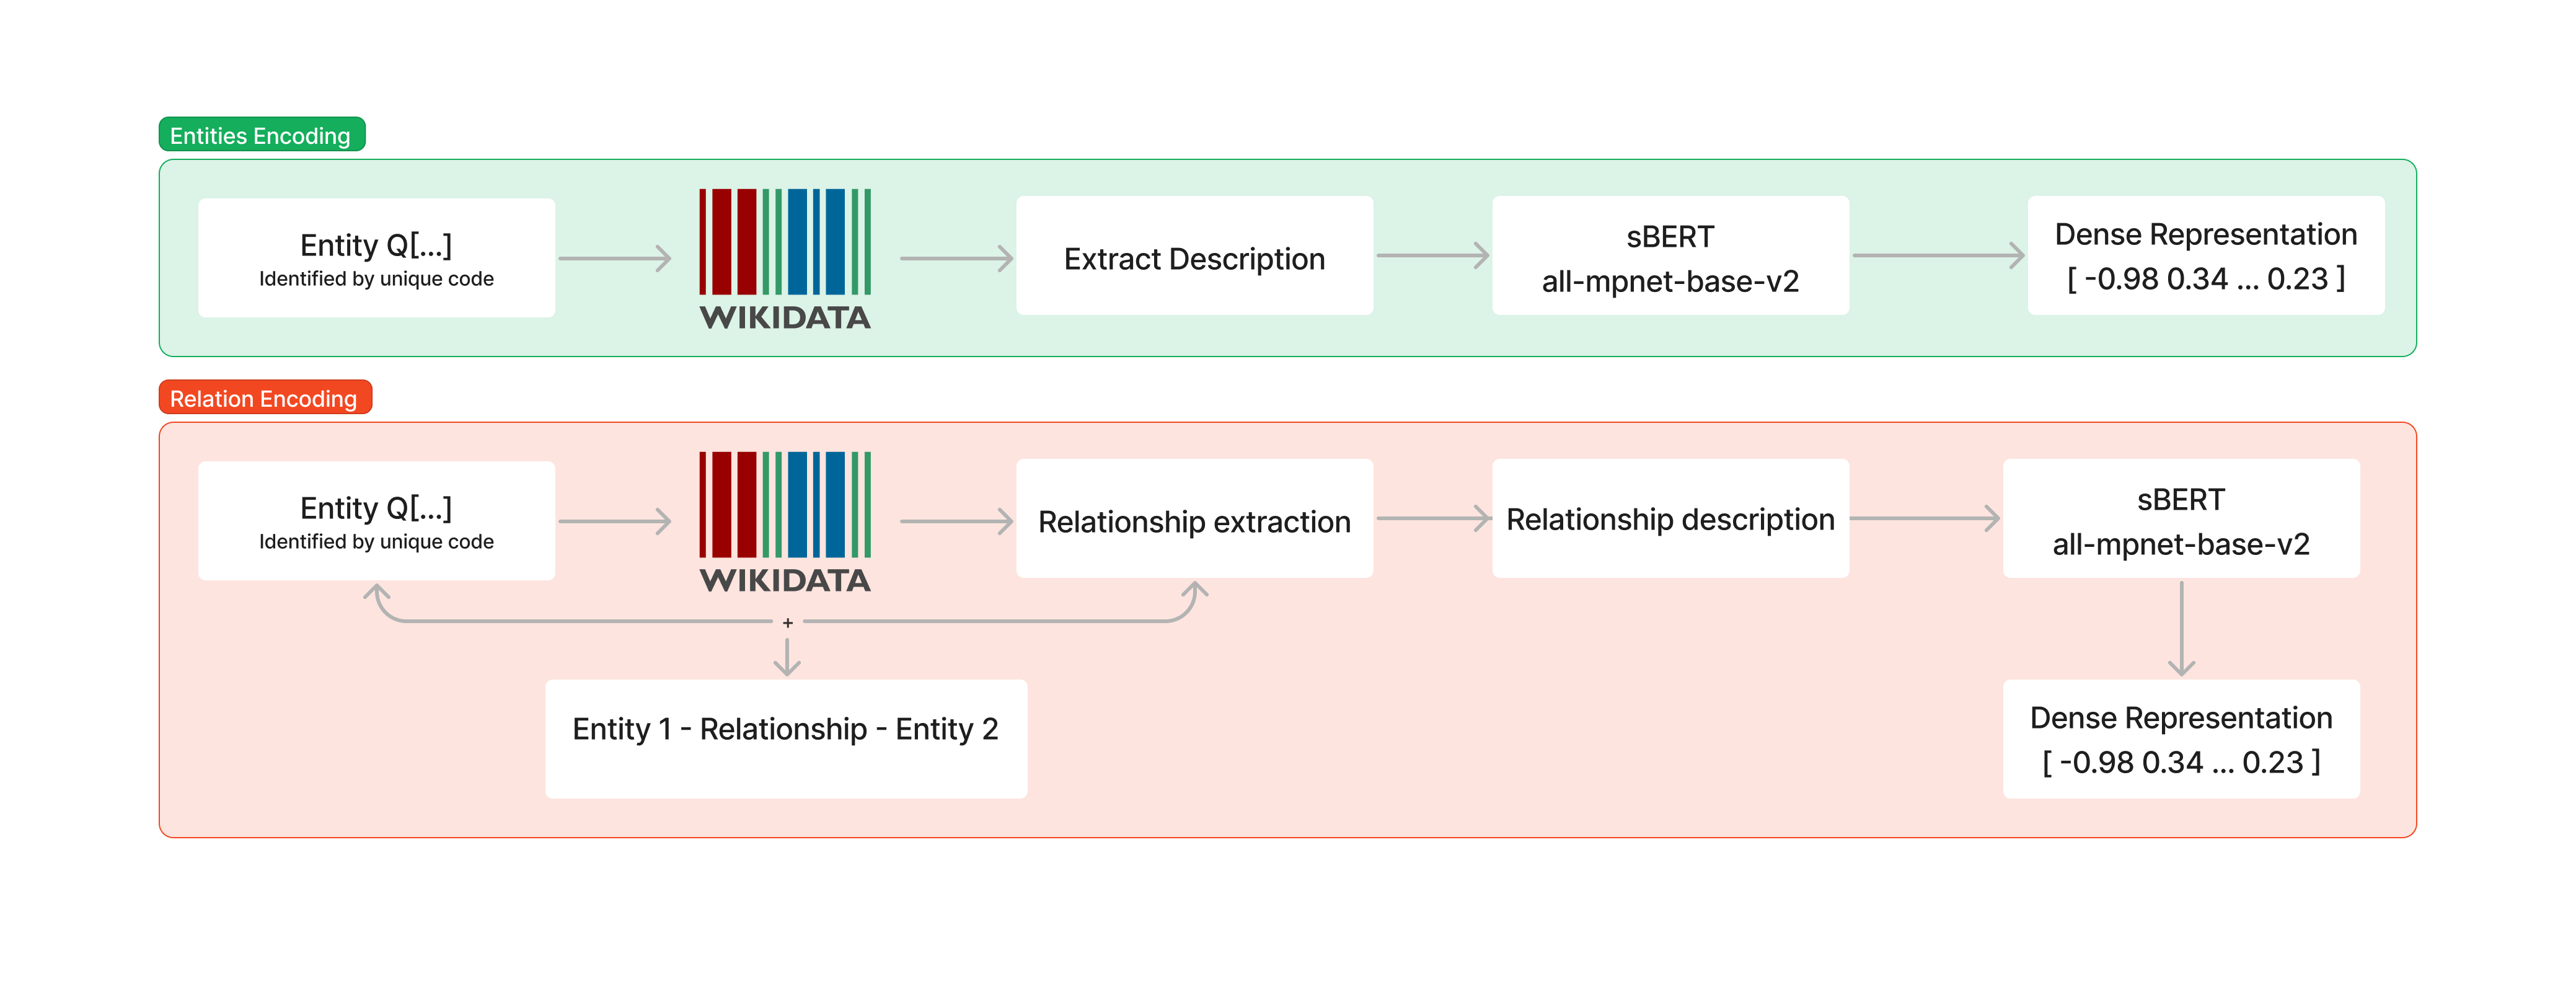 Entities Encoding
Entity Q[...]
Identified by unique code
WIKIDATA
Extract Description
sBERT
all-mpnet-base-v2
Dense Representation
[ -0.98 0.34 ... 0.23 ]
Relation Encoding
Entity Q[...]
Identified by unique code
WIKIDATA
Relationship extraction
Relationship description
sBERT
all-mpnet-base-v2
+
Entity 1 - Relationship - Entity 2
Dense Representation
[ -0.98 0.34 ... 0.23 ]